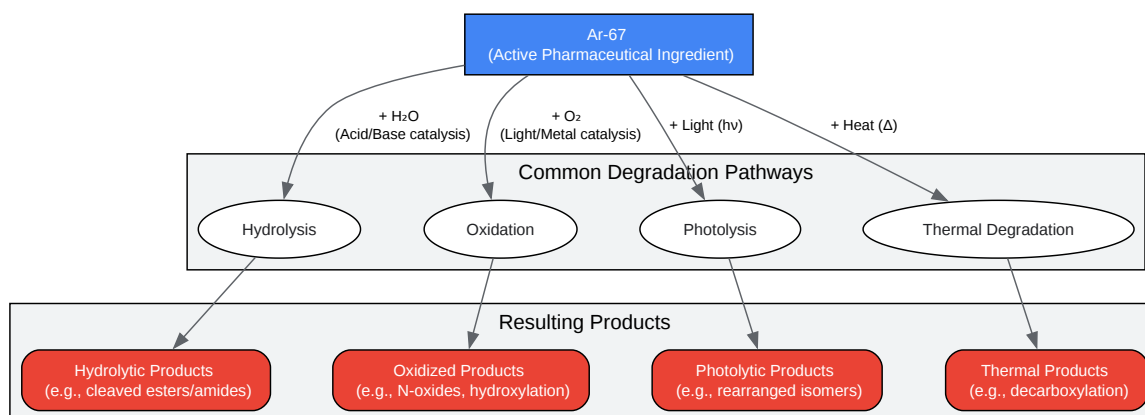 Ar-67
(Active Pharmaceutical Ingredient)
+ H₂O
(Acid/Base catalysis)
+ O₂
(Light/Metal catalysis)
+ Light (hν)
+ Heat (Δ)
Common Degradation Pathways
Hydrolysis
Oxidation
Photolysis
Thermal Degradation
Resulting Products
Hydrolytic Products
(e.g., cleaved esters/amides)
Oxidized Products
(e.g., N-oxides, hydroxylation)
Photolytic Products
(e.g., rearranged isomers)
Thermal Products
(e.g., decarboxylation)